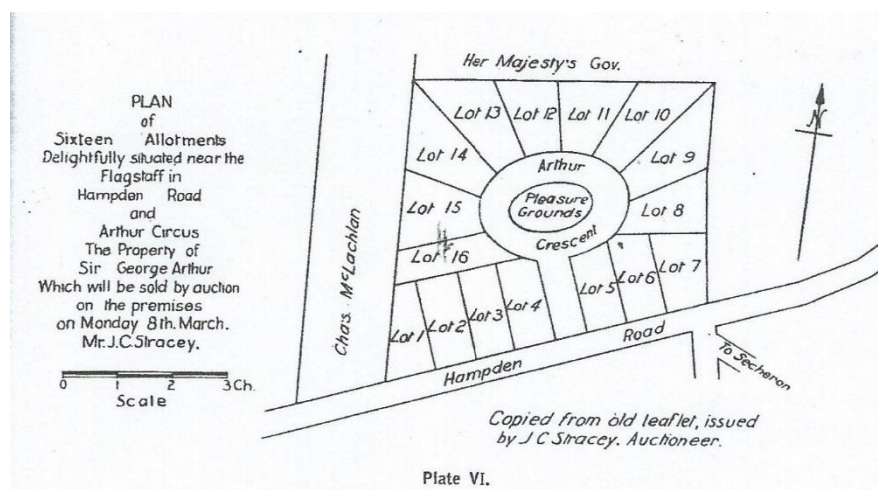 PLAN
of
Sixteen Allotments
Delightfully situated near the
Flagstaff in
Hampden Road
and
Arthur Circus
The Property of
Sir George Arthur
Which will be sold by auction
on the premises
on Monday 8th. March.
Mr. J.C. Stracey.
0 1 2 3 Ch.
Scale
Her Majesty's Gov.
Chas. McLachlan
Lot 13
Lot 12
Lot 11
Lot 10
Lot 14
Lot 9
Lot 15
Lot 8
Lot 16
Arthur
Pleasure
Grounds
Crescent
Lot 1
Lot 2
Lot 3
Lot 4
Lot 5
Lot 6
Lot 7
Hampden Road
To Secheron
N
Copied from old leaflet, issued
by J C Stracey. Auctioneer.
Plate VI.